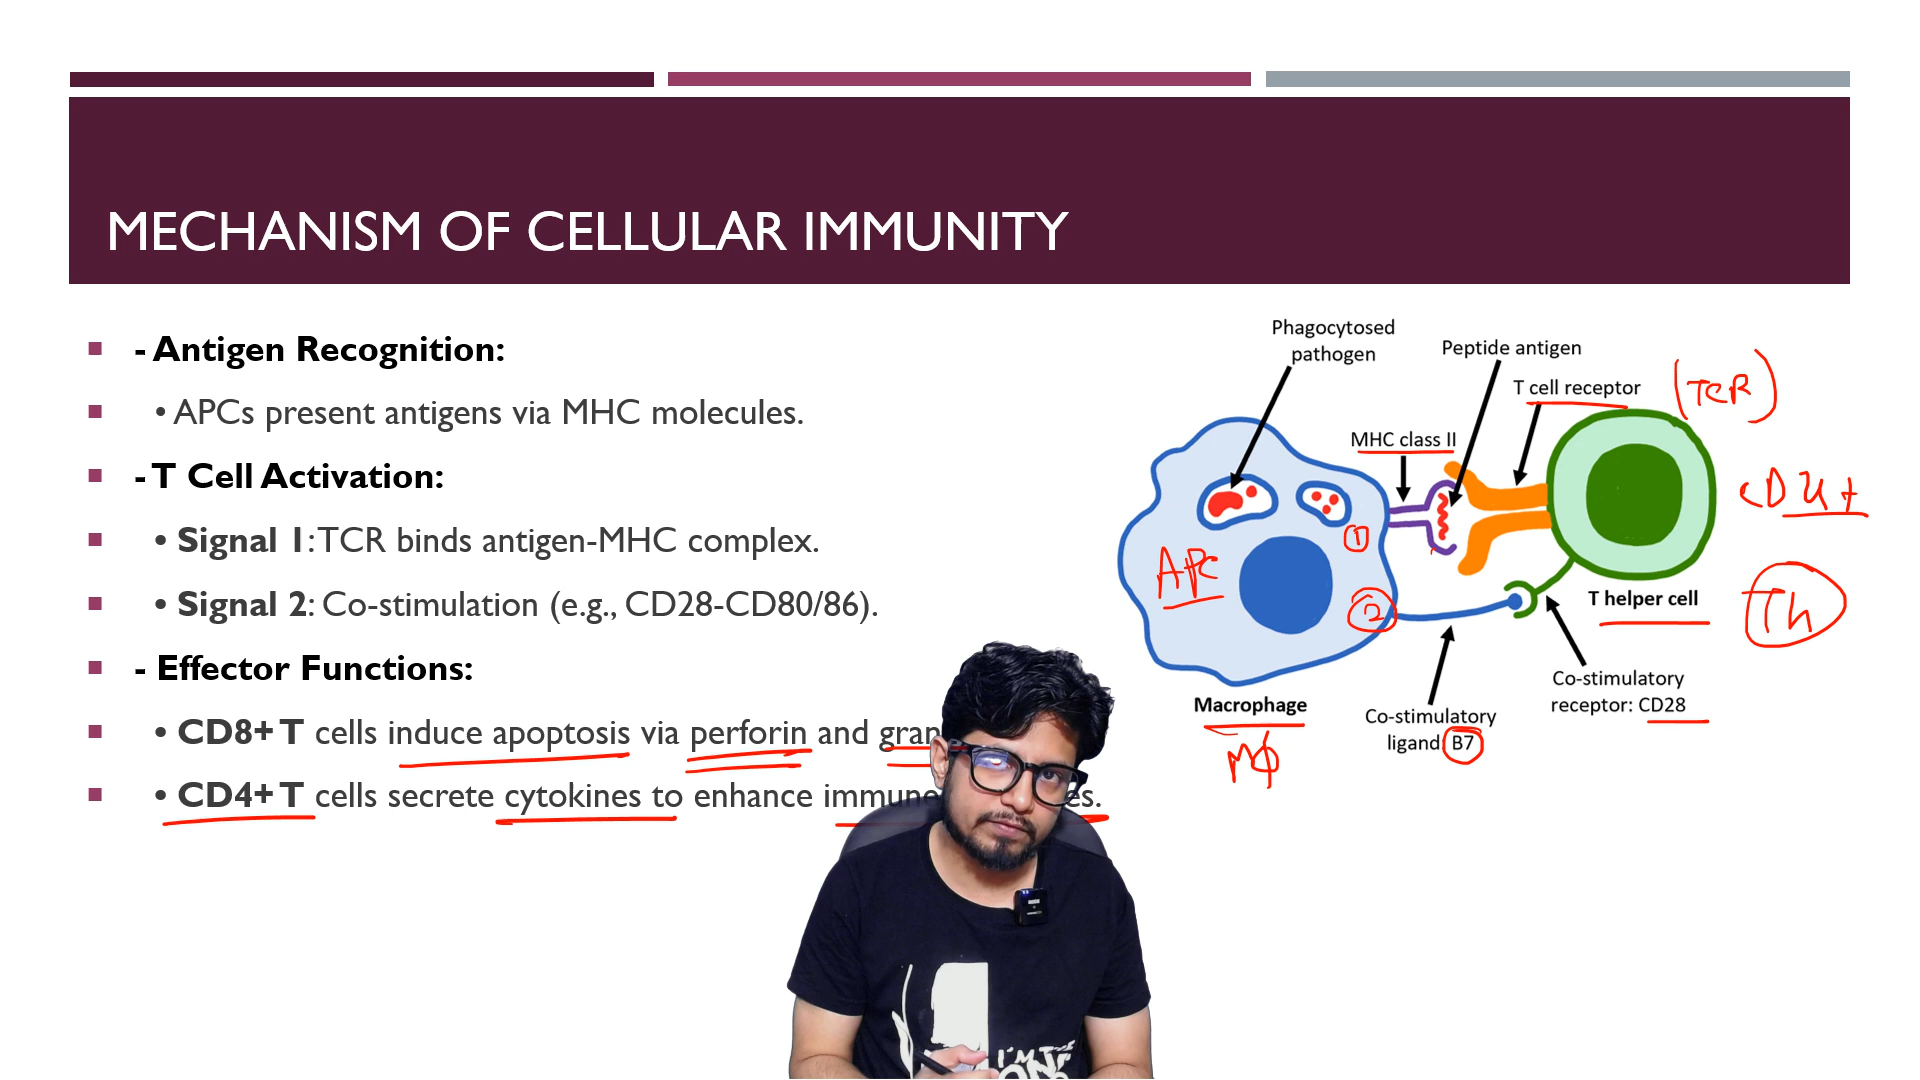 MECHANISM OF CELLULAR IMMUNITY
- Antigen Recognition:
• APCs present antigens via MHC molecules.
- T Cell Activation:
• Signal 1: TCR binds antigen-MHC complex.
• Signal 2: Co-stimulation (e.g., CD28-CD80/86).
- Effector Functions:
• CD8+ T cells induce apoptosis via perforin and
• CD4+ T cells secrete cytokines to enhance
Phagocytosed
pathogen
Peptide antigen
T cell receptor
(TCR)
MHC class II
CD4+
1
APC
2
T helper cell
Th
Macrophage
Mϕ
Co-stimulatory
ligand B7
Co-stimulatory
receptor: CD28
I'M THE